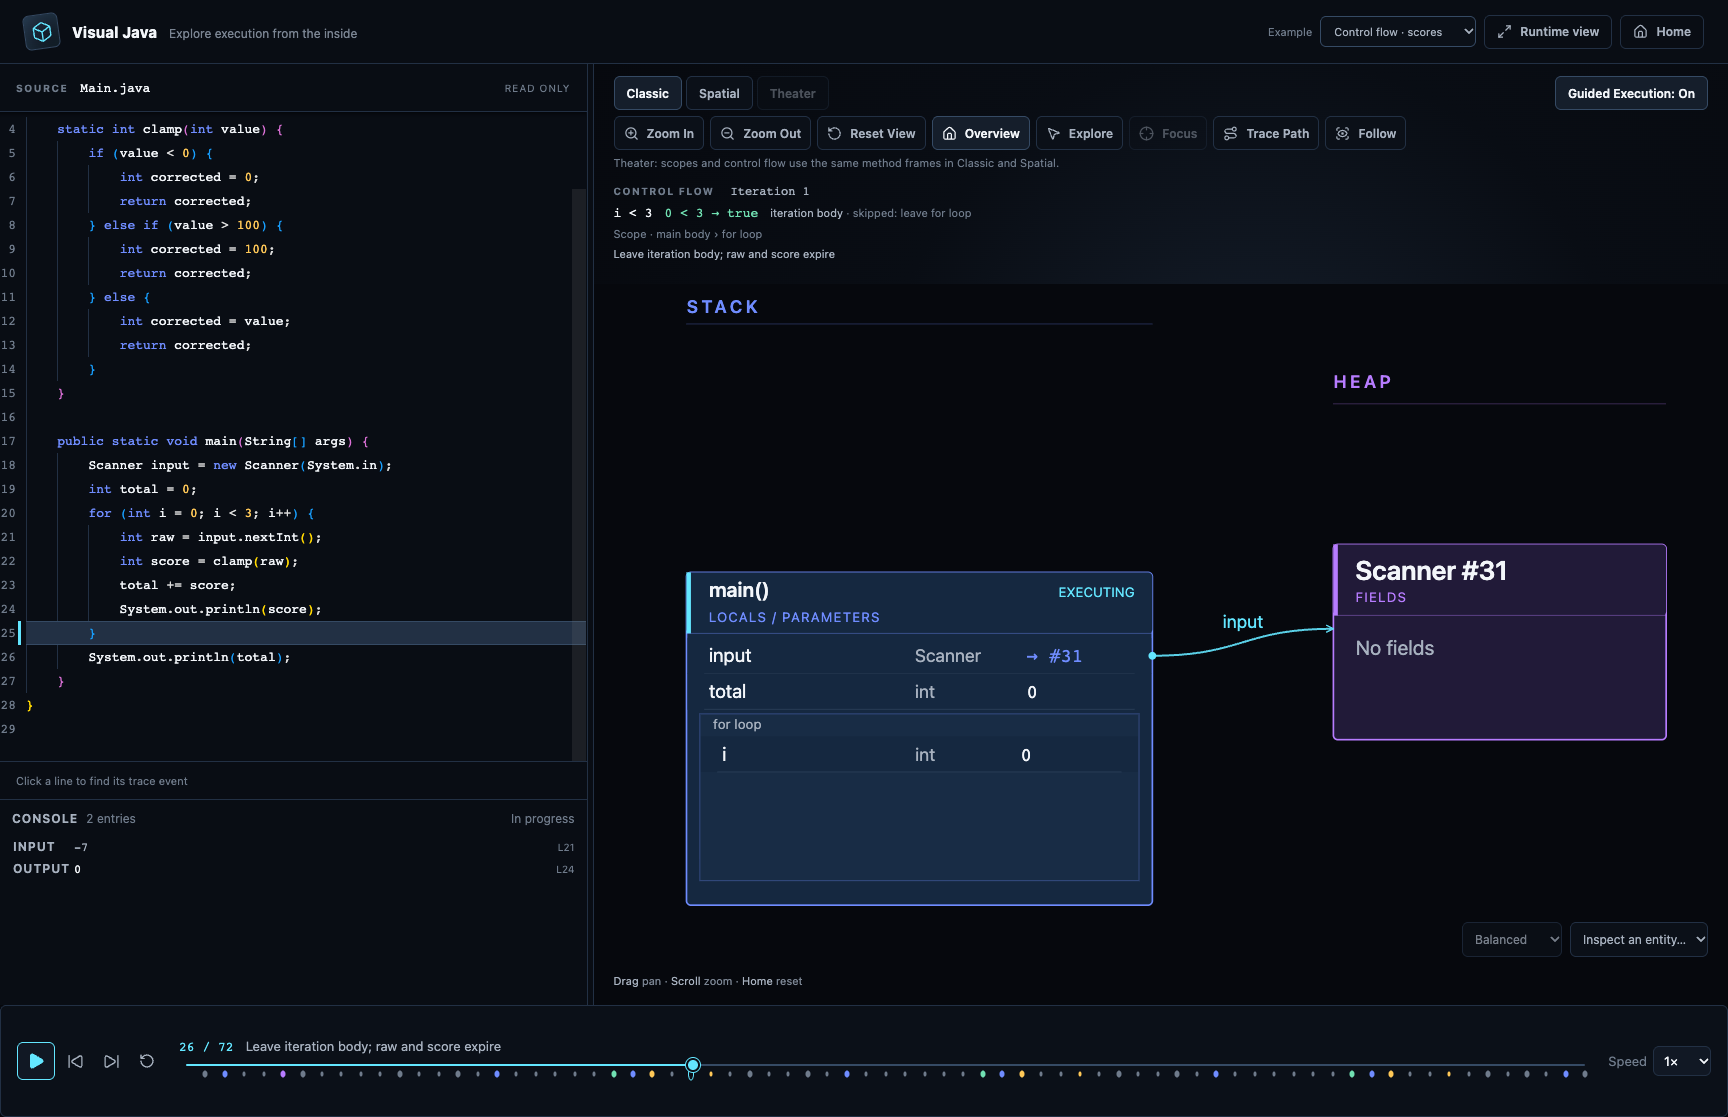 Visual Java Explore execution from the inside
Example Control flow · scores Runtime view Home
SOURCE Main.java READ ONLY
4 static int clamp(int value) {
5 if (value < 0) {
6 int corrected = 0;
7 return corrected;
8 } else if (value > 100) {
9 int corrected = 100;
10 return corrected;
11 } else {
12 int corrected = value;
13 return corrected;
14 }
15 }
16
17 public static void main(String[] args) {
18 Scanner input = new Scanner(System.in);
19 int total = 0;
20 for (int i = 0; i < 3; i++) {
21 int raw = input.nextInt();
22 int score = clamp(raw);
23 total += score;
24 System.out.println(score);
25 }
26 System.out.println(total);
27 }
28 }
29
Click a line to find its trace event
CONSOLE 2 entries In progress
INPUT -7 L21
OUTPUT 0 L24
Classic Spatial Theater Guided Execution: On
Zoom In Zoom Out Reset View Overview Explore Focus Trace Path Follow
Theater: scopes and control flow use the same method frames in Classic and Spatial.
CONTROL FLOW Iteration 1
i < 3 0 < 3 → true iteration body · skipped: leave for loop
Scope · main body › for loop
Leave iteration body; raw and score expire
STACK
HEAP
main() EXECUTING
LOCALS / PARAMETERS
input Scanner → #31
total int 0
for loop
i int 0
input
Scanner #31
FIELDS
No fields
Balanced Inspect an entity...
Drag pan · Scroll zoom · Home reset
26 / 72 Leave iteration body; raw and score expire
Speed 1×